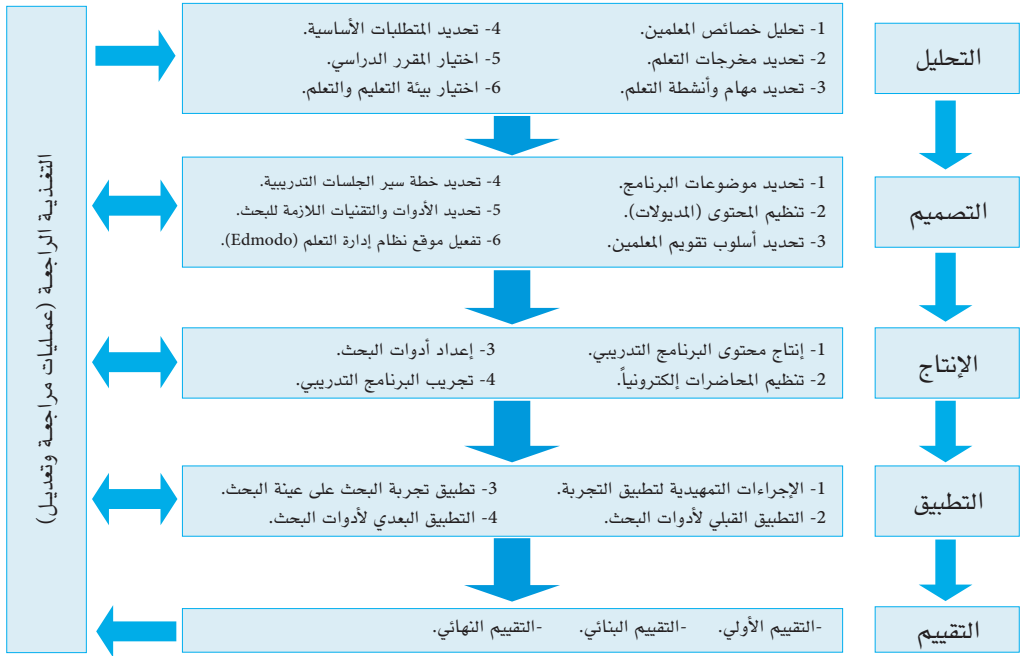 التحليل
1- تحليل خصائص المعلمين.
2- تحديد مخرجات التعلم.
3- تحديد مهام وأنشطة التعلم.
4- تحديد المتطلبات الأساسية.
5- اختيار المقرر الدراسي.
6- اختيار بيئة التعليم والتعلم.
التصميم
1- تحديد موضوعات البرنامج.
2- تنظيم المحتوى (المديولات).
3- تحديد أسلوب تقويم المعلمين.
4- تحديد خطة سير الجلسات التدريبية.
5- تحديد الأدوات والتقنيات اللازمة للبحث.
6- تفعيل موقع نظام إدارة التعلم (Edmodo).
الإنتاج
1- إنتاج محتوى البرنامج التدريبي.
2- تنظيم المحاضرات إلكترونياً.
3- إعداد أدوات البحث.
4- تجريب البرنامج التدريبي.
التطبيق
1- الإجراءات التمهيدية لتطبيق التجربة.
2- التطبيق القبلي لأدوات البحث.
3- تطبيق تجربة البحث على عينة البحث.
4- التطبيق البعدي لأدوات البحث.
التقييم
-التقييم الأولي. -التقييم البنائي. -التقييم النهائي.
التغذية الراجعة (عمليات مراجعة وتعديل)